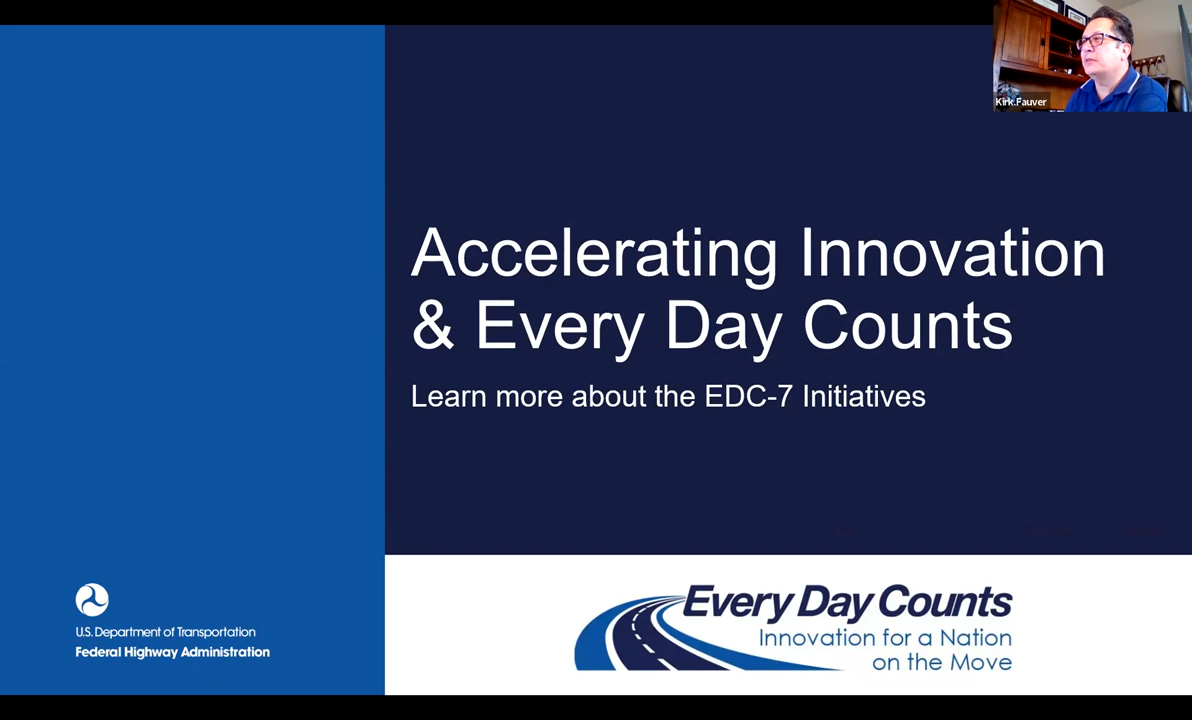 Kirk.Fauver
Accelerating Innovation
& Every Day Counts
Learn more about the EDC-7 Initiatives
U.S. Department of Transportation
Federal Highway Administration
Every Day Counts
Innovation for a Nation
on the Move